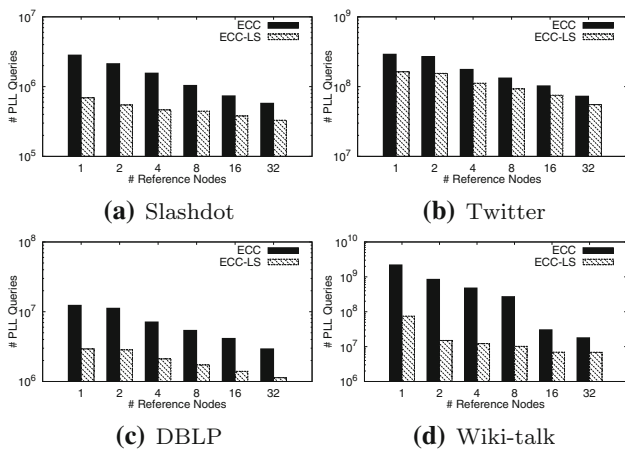 10^7
10^6
10^5
# PLL Queries
ECC
ECC-LS
1 2 4 8 16 32
# Reference Nodes
(a) Slashdot
10^9
10^8
10^7
# PLL Queries
ECC
ECC-LS
1 2 4 8 16 32
# Reference Nodes
(b) Twitter
10^8
10^7
10^6
# PLL Queries
ECC
ECC-LS
1 2 4 8 16 32
# Reference Nodes
(c) DBLP
10^10
10^9
10^8
10^7
10^6
# PLL Queries
ECC
ECC-LS
1 2 4 8 16 32
# Reference Nodes
(d) Wiki-talk